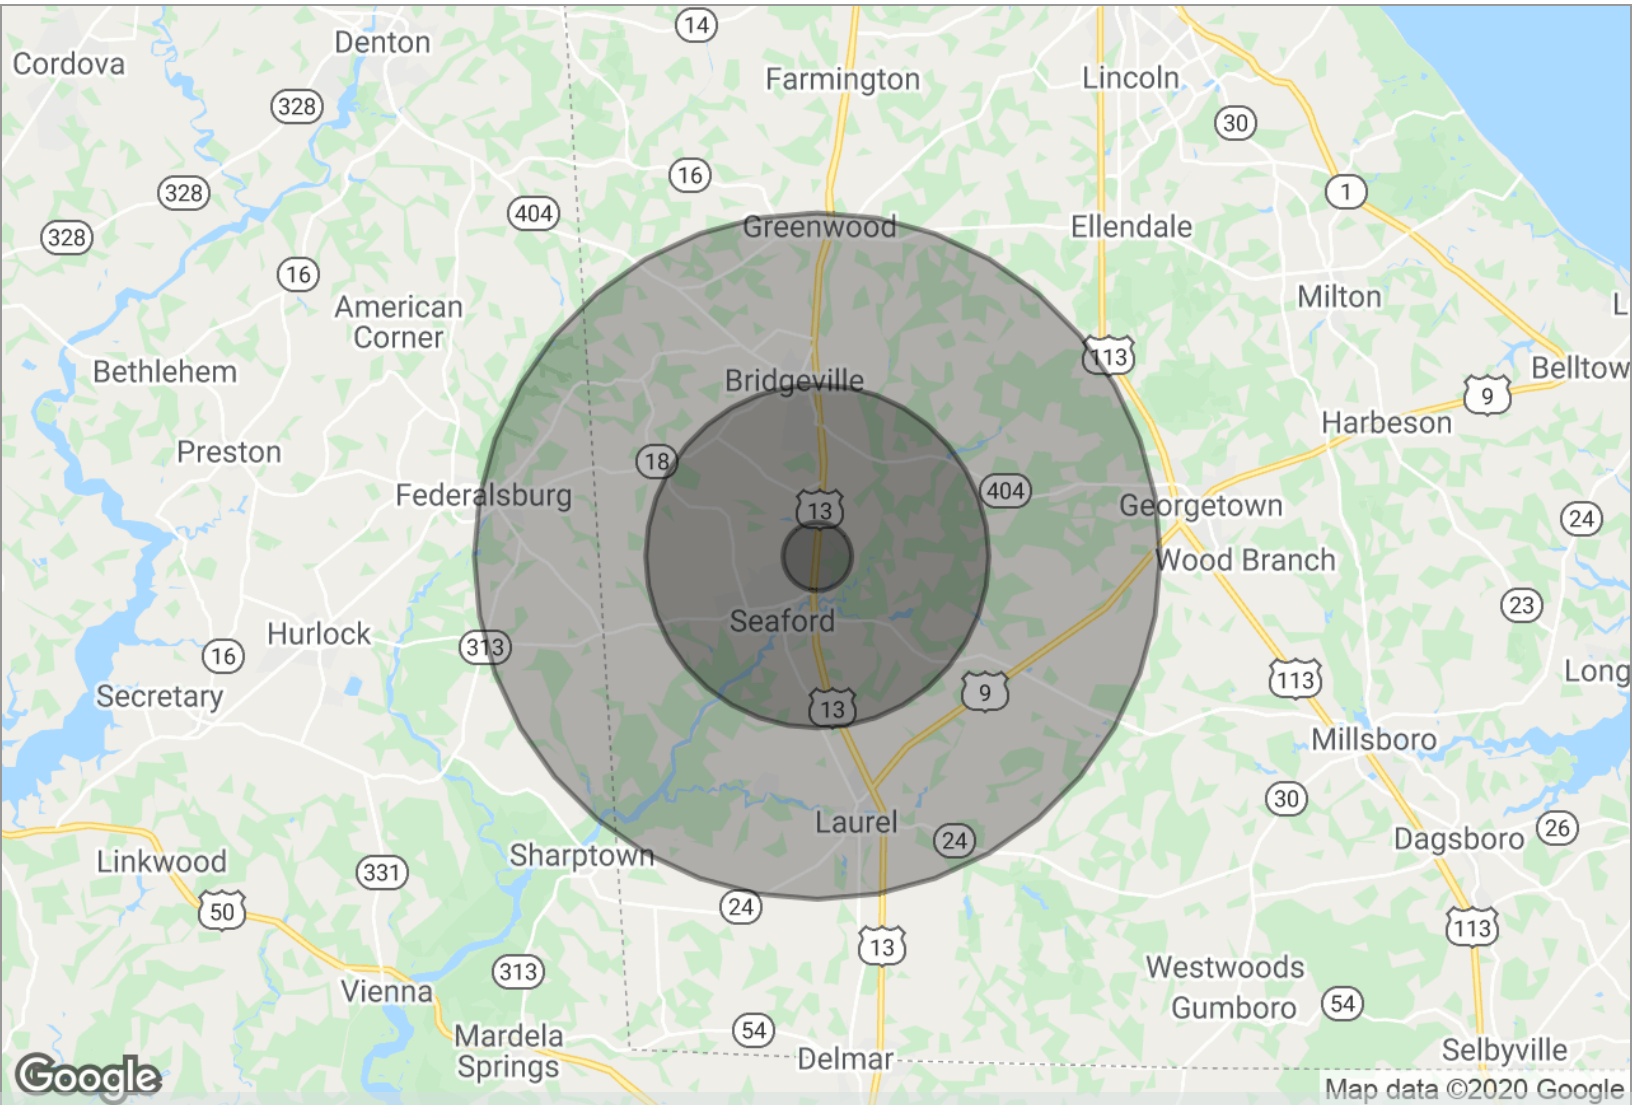 14
Denton
Cordova
Farmington
Lincoln
328
30
16
328
1
404
328
Greenwood
Ellendale
16
Milton
L
American
Corner
113
Bethlehem
Belltow
Bridgeville
9
Harbeson
Preston
18
404
Federalsburg
Georgetown
13
24
Wood Branch
23
Seaford
Hurlock
313
16
Long
113
Secretary
9
13
Millsboro
30
Laurel
26
24
Dagsboro
Sharptown
Linkwood
331
24
50
113
13
Westwoods
313
Vienna
54
Gumboro
54
Mardela
Springs
Delmar
Selbyville
Google
Map data ©2020 Google